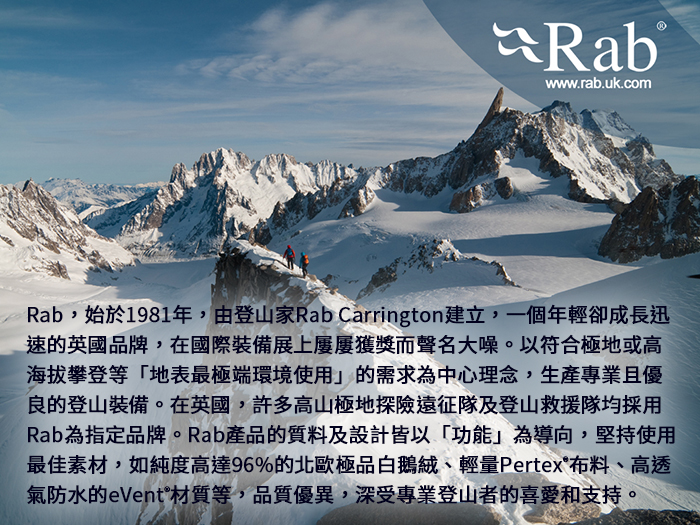 Rab®
www.rab.uk.com
Rab，始於1981年，由登山家Rab Carrington建立，一個年輕卻成長迅
速的英國品牌，在國際裝備展上屢屢獲獎而聲名大噪。以符合極地或高
海拔攀登等「地表最極端環境使用」的需求為中心理念，生產專業且優
良的登山裝備。在英國，許多高山極地探險遠征隊及登山救援隊均採用
Rab為指定品牌。Rab產品的質料及設計皆以「功能」為導向，堅持使用
最佳素材，如純度高達96%的北歐極品白鵝絨、輕量Pertex®布料、高透
氣防水的eVent®材質等，品質優異，深受專業登山者的喜愛和支持。